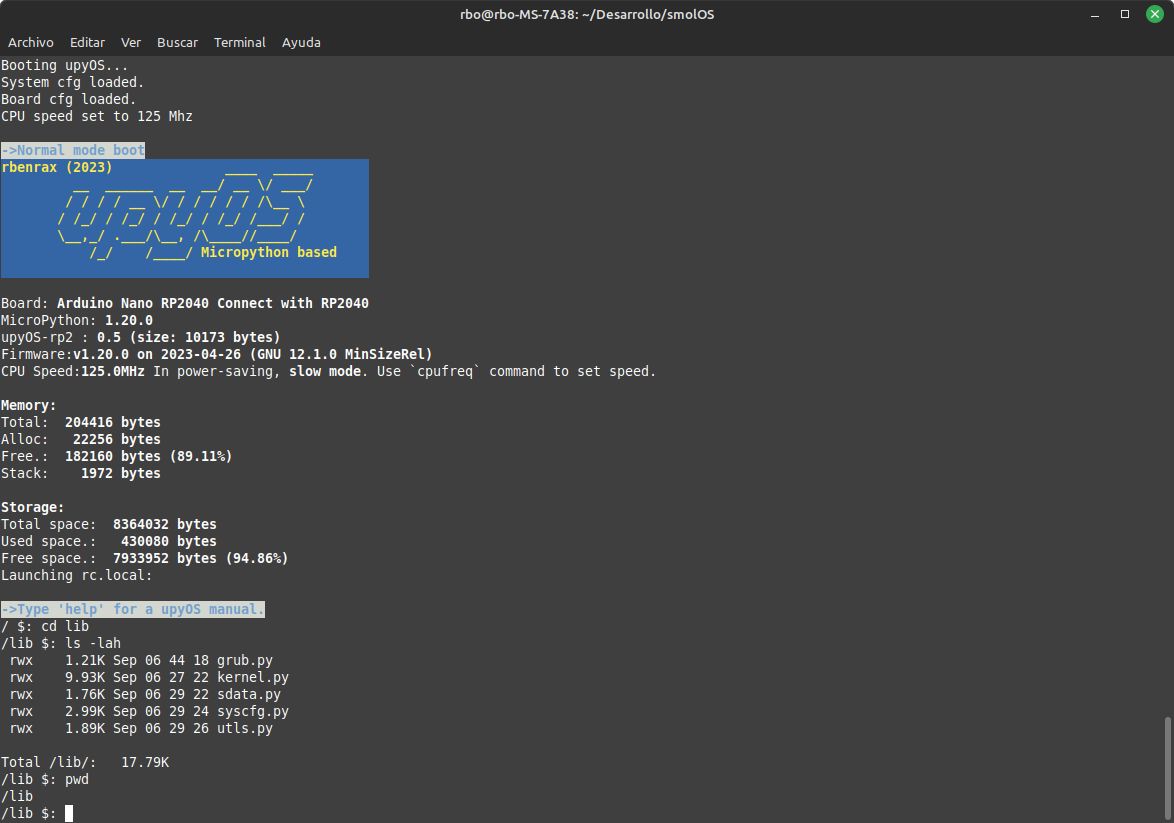 rbo@rbo-MS-7A38: ~/Desarrollo/smolOS
Archivo Editar Ver Buscar Terminal Ayuda
Booting upyOS...
System cfg loaded.
Board cfg loaded.
CPU speed set to 125 Mhz
->Normal mode boot
rbenrax (2023)
upyOS
Micropython based
Board: Arduino Nano RP2040 Connect with RP2040
MicroPython: 1.20.0
upyOS-rp2 : 0.5 (size: 10173 bytes)
Firmware:v1.20.0 on 2023-04-26 (GNU 12.1.0 MinSizeRel)
CPU Speed:125.0MHz In power-saving, slow mode. Use `cpufreq` command to set speed.
Memory:
Total:  204416 bytes
Alloc:   22256 bytes
Free.:  182160 bytes (89.11%)
Stack:    1972 bytes
Storage:
Total space:  8364032 bytes
Used space.:   430080 bytes
Free space.:  7933952 bytes (94.86%)
Launching rc.local:
->Type 'help' for a upyOS manual.
/ $: cd lib
/lib $: ls -lah
rwx    1.21K Sep 06 44 18 grub.py
rwx    9.93K Sep 06 27 22 kernel.py
rwx    1.76K Sep 06 29 22 sdata.py
rwx    2.99K Sep 06 29 24 syscfg.py
rwx    1.89K Sep 06 29 26 utls.py
Total /lib/:   17.79K
/lib $: pwd
/lib
/lib $: